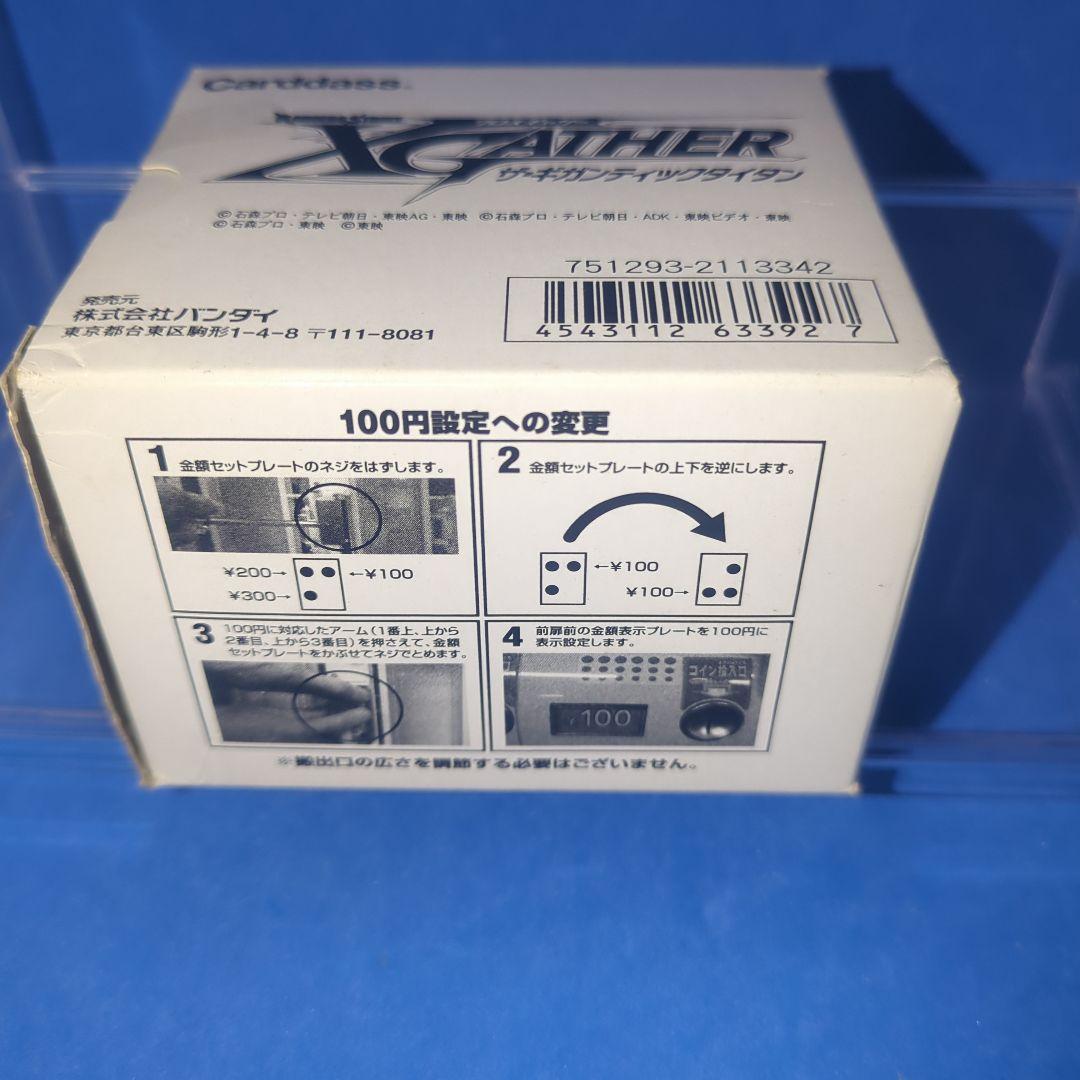 Carddass
XGATHER
ザ・ギガンティックタイタン
©石森プロ・テレビ朝日・東映AG・東映 ©石森プロ・テレビ朝日・ADK・東映ビデオ・東映
©石森プロ・東映 ©東映
751293-2113342
4543112 633927
発売元
株式会社バンダイ
東京都台東区駒形1-4-8 〒111-8081
100円設定への変更
1 金額セットプレートのネジをはずします。
¥200→ ←¥100
¥300→
2 金額セットプレートの上下を逆にします。
←¥100
¥100→
3 100円に対応したアーム(1番上、上から
2番目、上から3番目)を押さえて、金額
セットプレートをかぶせてネジでとめます。
4 前扉前の金額表示プレートを100円に
表示設定します。
コイン投入口
¥100
※搬出口の広さを調節する必要はございません。